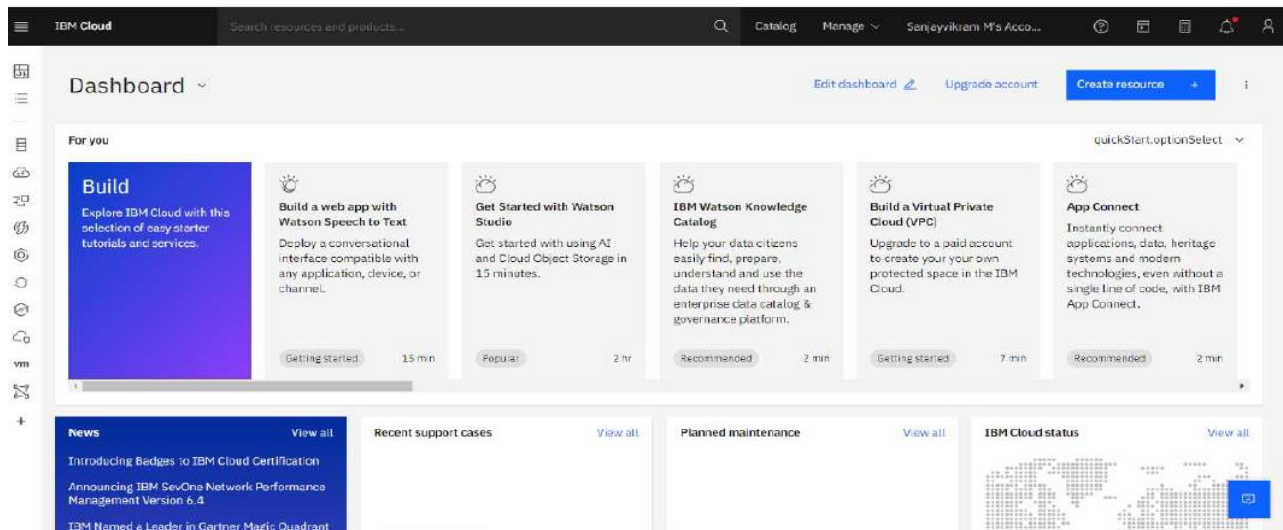 IBM Cloud
Search resources and products...
Catalog
Manage
Sanjayvikram M's Acco...
Dashboard
Edit dashboard
Upgrade account
Create resource +
For you
quickStart.optionSelect
Build
Explore IBM Cloud with this
selection of easy starter
tutorials and services.
Build a web app with
Watson Speech to Text
Deploy a conversational
interface compatible with
any application, device, or
channel.
Getting started
15 min
Get Started with Watson
Studio
Get started with using AI
and Cloud Object Storage in
15 minutes.
Popular
2 hr
IBM Watson Knowledge
Catalog
Help your data citizens
easily find, prepare,
understand and use the
data they need through an
enterprise data catalog &
governance platform.
Recommended
2 min
Build a Virtual Private
Cloud (VPC)
Upgrade to a paid account
to create your your own
protected space in the IBM
Cloud.
Getting started
7 min
App Connect
Instantly connect
applications, data, heritage
systems and modern
technologies, even without a
single line of code, with IBM
App Connect.
Recommended
2 min
vm
News
View all
Introducing Badges to IBM Cloud Certification
Announcing IBM SevOne Network Performance
Management Version 6.4
IBM Named a Leader in Gartner Magic Quadrant
Recent support cases
View all
Planned maintenance
View all
IBM Cloud status
View all